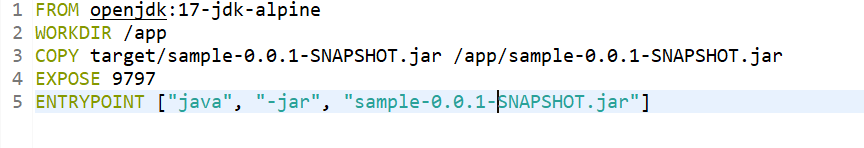 1 FROM openjdk:17-jdk-alpine
2 WORKDIR /app
3 COPY target/sample-0.0.1-SNAPSHOT.jar /app/sample-0.0.1-SNAPSHOT.jar
4 EXPOSE 9797
5 ENTRYPOINT ["java", "-jar", "sample-0.0.1-SNAPSHOT.jar"]